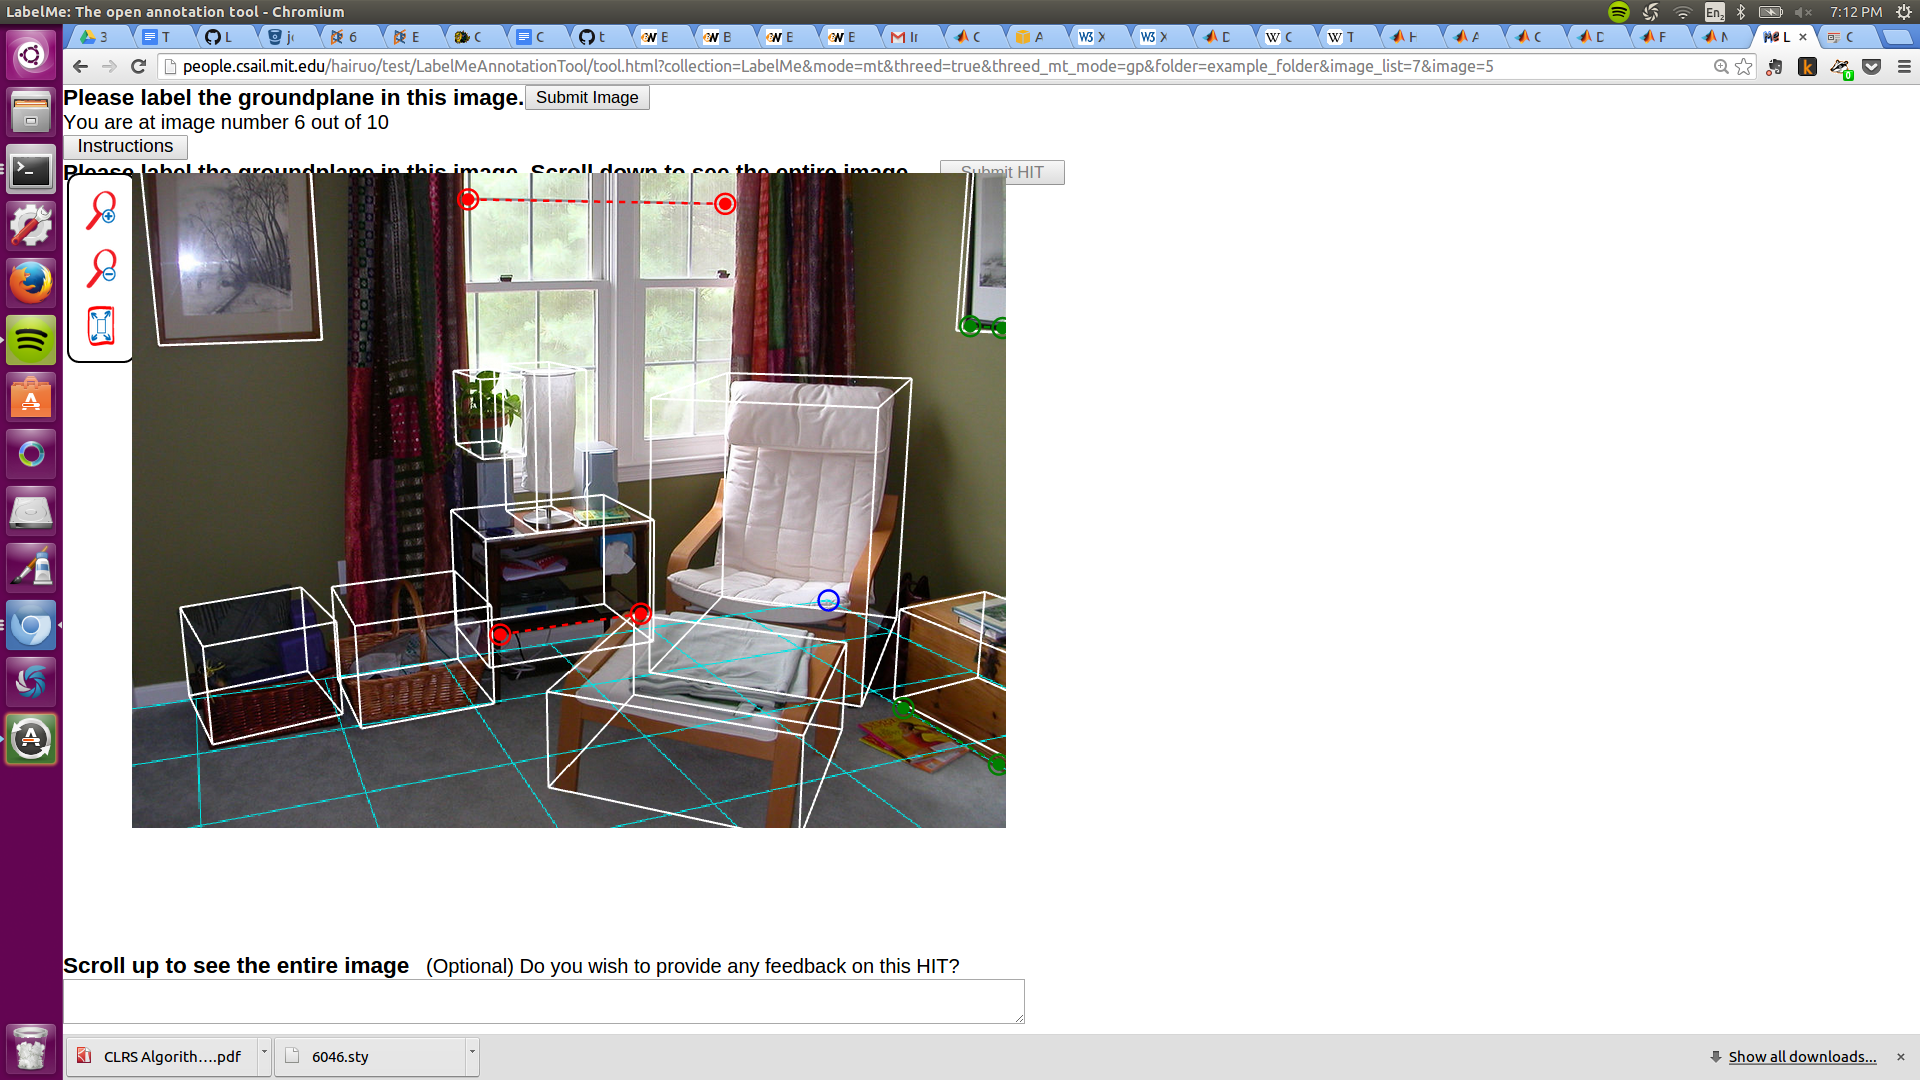 LabelMe: The open annotation tool - Chromium
En₂
7:12 PM
3
T
L
6
E
C
C
t
E
B
E
E
C
A
X
X
D
C
T
H
A
C
D
F
L
C
people.csail.mit.edu/hairuo/test/LabelMeAnnotationTool/tool.html?collection=LabelMe&mode=mt&threed=true&threed_mt_mode=gp&folder=example_folder&image_list=7&image=5
Please label the groundplane in this image. Submit Image
You are at image number 6 out of 10
Instructions
Please label the groundplane in this image. Scroll down to see the entire image Submit HIT
Scroll up to see the entire image (Optional) Do you wish to provide any feedback on this HIT?
CLRS Algorith....pdf 6046.sty Show all downloads...